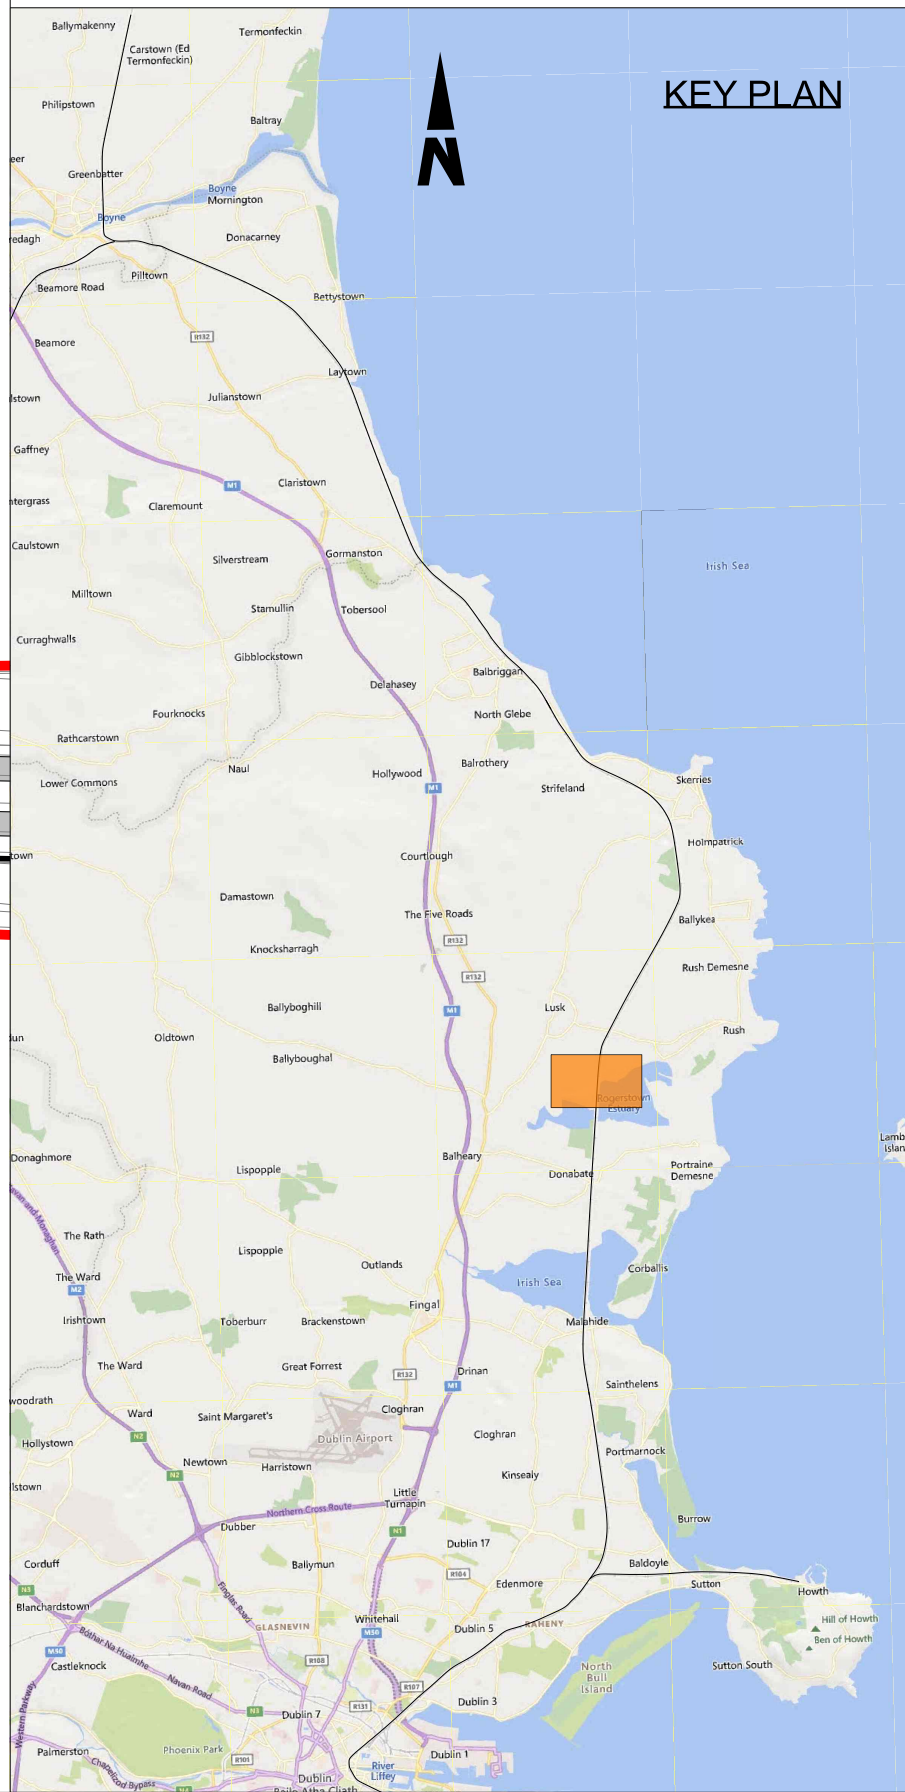 Ballymakenny
Termonfeckin
Carstown (Ed
Termonfeckin)
KEY PLAN
Philipstown
Baltray
N
Greenbatter
Boyne
Mornington
Boyne
Donacarney
Pilltown
Beamore Road
Bettystown
R132
Beamore
Laytown
Julianstown
Gaffney
M1
Claristown
Claremount
Caulstown
Gormanston
Silverstream
Irish Sea
Milltown
Stamullin
Tobersool
Curraghwalls
Gibblockstown
Balbriggan
Delahasey
Fourknocks
North Glebe
Rathcarstown
Naul
Hollywood
Balrothery
Lower Commons
M1
Strifeland
Skerries
Holmpatrick
Courtlough
Damastown
The Five Roads
Ballykea
R132
Knocksharragh
Rush Demesne
R132
Ballyboghill
M1
Lusk
Oldtown
Rush
Ballyboughal
Rogerstown
Estuary
Donaghmore
Balheary
Lispopple
Donabate
Portraine
Demesne
The Rath
Lispopple
Outlands
Corballis
The Ward
M2
Irish Sea
Fingal
Irishtown
Toberburr
Brackenstown
Malahide
The Ward
Great Forrest
Drinan
R132
M1
Sainthelens
Ward
Saint Margaret's
Cloghran
N2
Dublin Airport
Cloghran
Hollystown
Portmarnock
Newtown
Harristown
Kinsealy
N2
Little
Turnapin
Northern Cross Route
Burrow
Dubber
N1
Dublin 17
Corduff
Ballymun
R104
Baldoyle
Edenmore
Sutton
Howth
N3
Blanchardstown
Finglas Road
Whitehall
Hill of Howth
GLASNEVIN
M50
Dublin 5
RAHENY
Ben of Howth
M50
Bóthar Na Huaimhe
Castleknock
R108
North
Bull
Island
Sutton South
Navan Road
R107
Western Parkway
N3
R131
Dublin 3
Dublin 7
Palmerston
Phoenix Park
R101
Dublin 1
Chapelizod Bypass
River
Liffey
Dublin